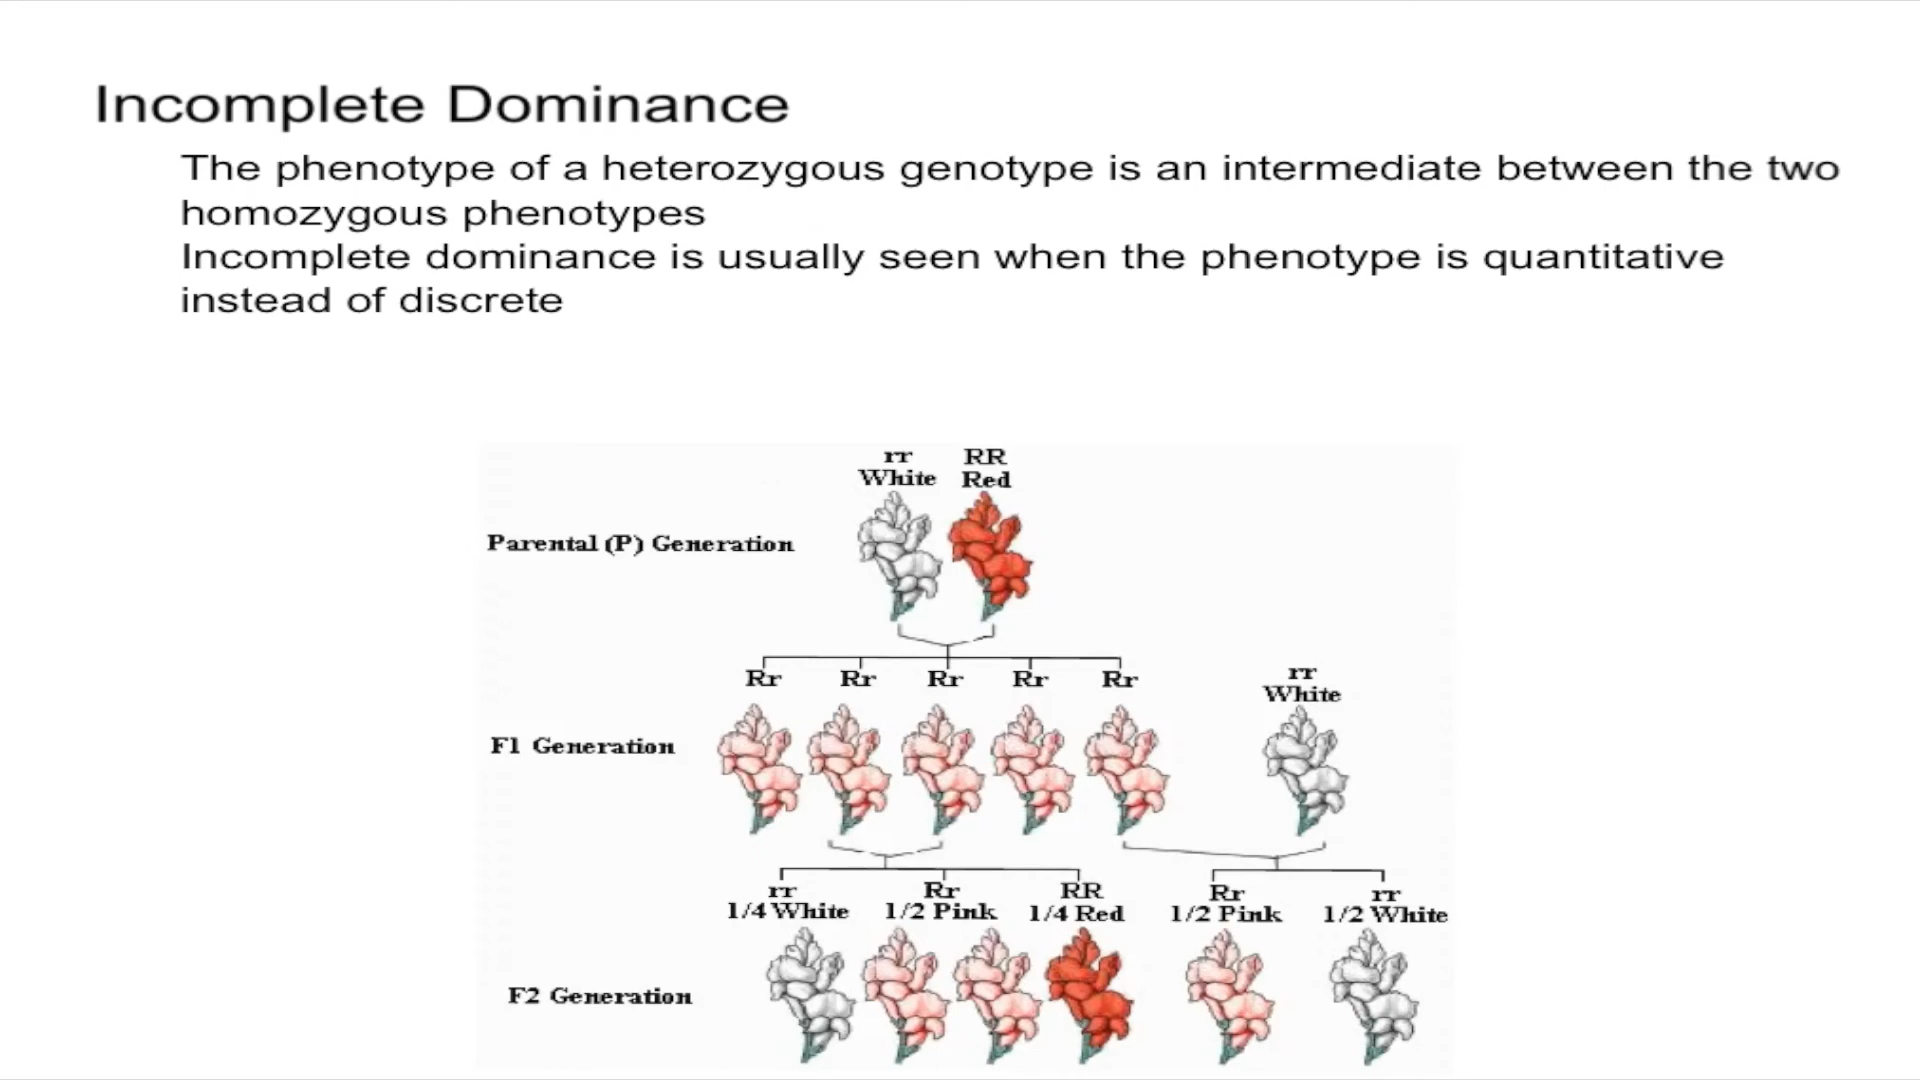 Incomplete Dominance
The phenotype of a heterozygous genotype is an intermediate between the two
homozygous phenotypes
Incomplete dominance is usually seen when the phenotype is quantitative
instead of discrete
rr RR
White Red
Parental (P) Generation
Rr Rr Rr Rr Rr rr
White
F1 Generation
rr Rr RR Rr rr
1/4 White 1/2 Pink 1/4 Red 1/2 Pink 1/2 White
F2 Generation